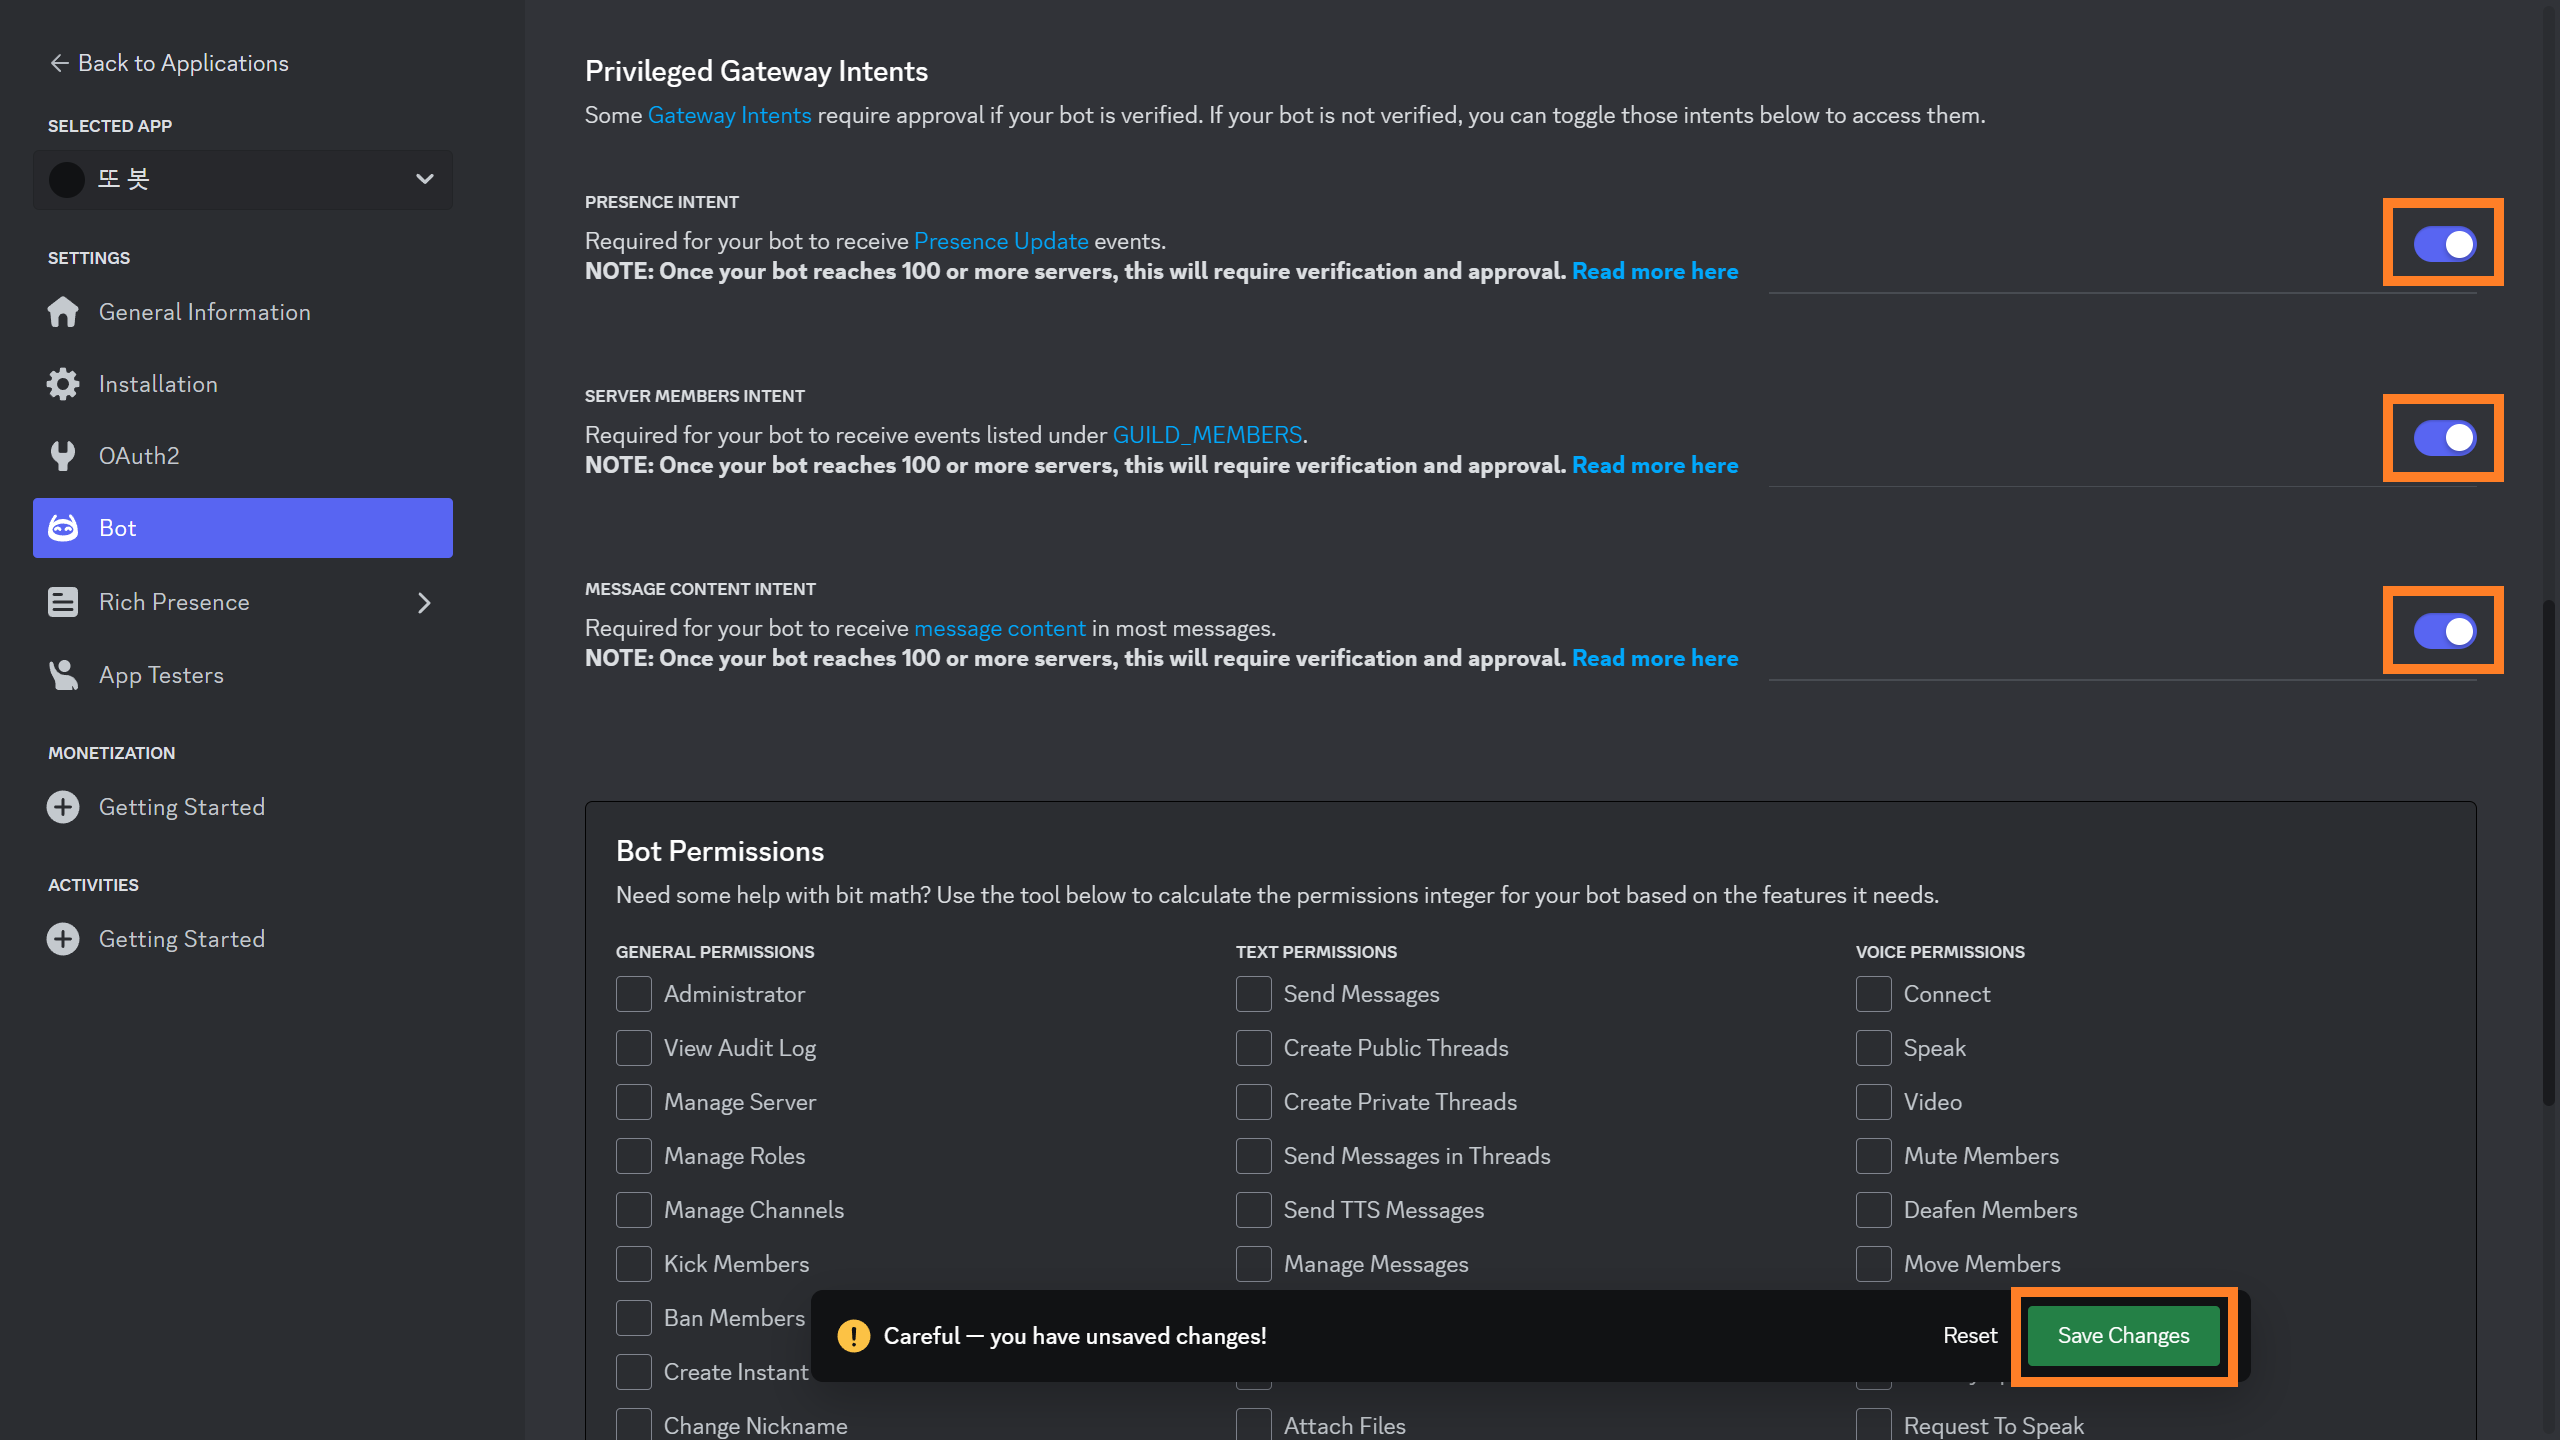 Back to Applications
SELECTED APP
또 봇
SETTINGS
General Information
Installation
OAuth2
Bot
Rich Presence
App Testers
MONETIZATION
Getting Started
ACTIVITIES
Getting Started
Privileged Gateway Intents
Some Gateway Intents require approval if your bot is verified. If your bot is not verified, you can toggle those intents below to access them.
PRESENCE INTENT
Required for your bot to receive Presence Update events.
NOTE: Once your bot reaches 100 or more servers, this will require verification and approval. Read more here
SERVER MEMBERS INTENT
Required for your bot to receive events listed under GUILD_MEMBERS.
NOTE: Once your bot reaches 100 or more servers, this will require verification and approval. Read more here
MESSAGE CONTENT INTENT
Required for your bot to receive message content in most messages.
NOTE: Once your bot reaches 100 or more servers, this will require verification and approval. Read more here
Bot Permissions
Need some help with bit math? Use the tool below to calculate the permissions integer for your bot based on the features it needs.
GENERAL PERMISSIONS
Administrator
View Audit Log
Manage Server
Manage Roles
Manage Channels
Kick Members
Ban Members
Create Instant
Change Nickname
TEXT PERMISSIONS
Send Messages
Create Public Threads
Create Private Threads
Send Messages in Threads
Send TTS Messages
Manage Messages
Attach Files
VOICE PERMISSIONS
Connect
Speak
Video
Mute Members
Deafen Members
Move Members
Request To Speak
Careful — you have unsaved changes!
Reset
Save Changes